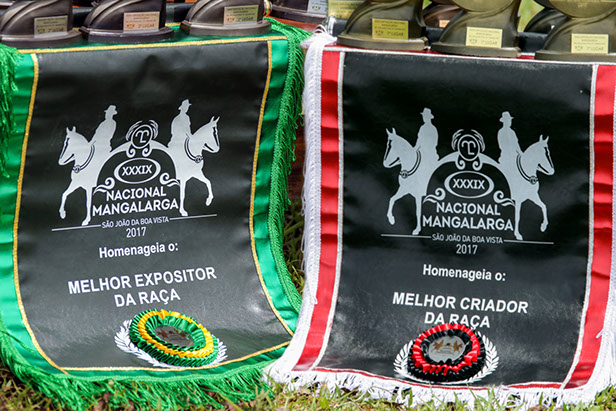 XXXIX
NACIONAL
MANGALARGA
SÃO JOÃO DA BOA VISTA
2017
Homenageia o:
MELHOR EXPOSITOR
DA RAÇA
XXXIX
NACIONAL
MANGALARGA
SÃO JOÃO DA BOA VISTA
2017
Homenageia o:
MELHOR CRIADOR
DA RAÇA